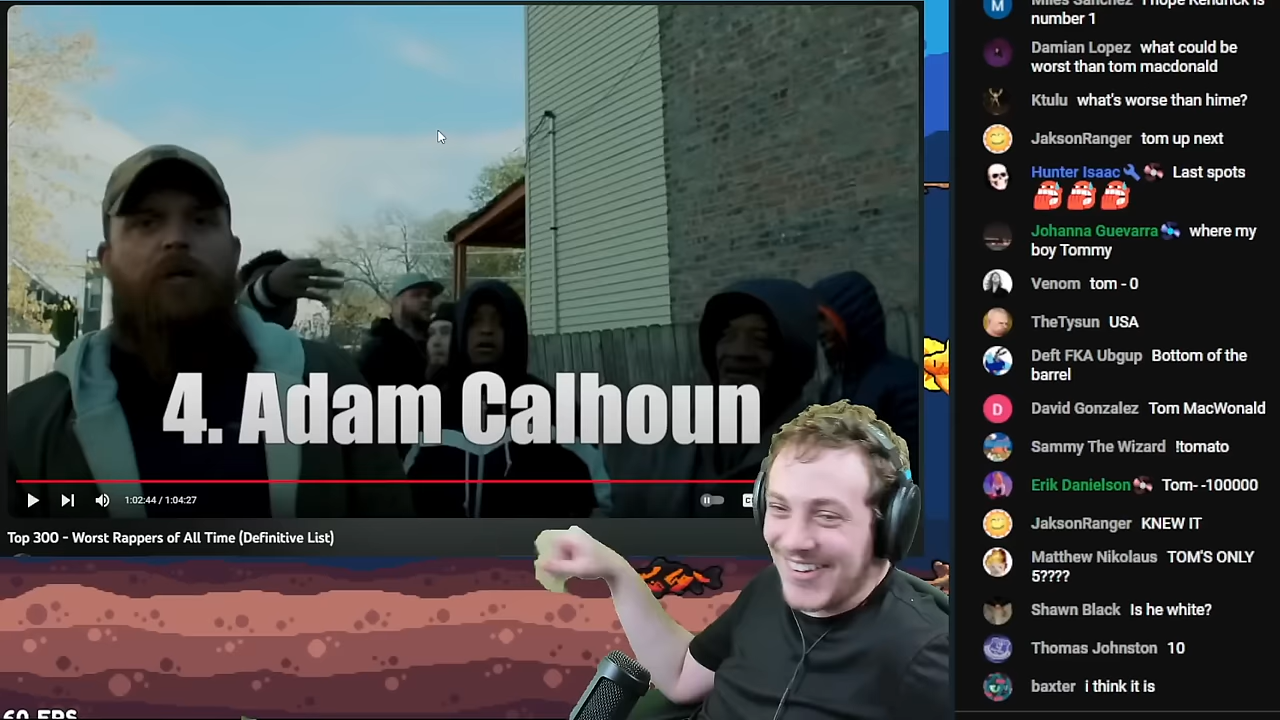 4. Adam Calhoun
1:02:44 / 1:04:27
Top 300 - Worst Rappers of All Time (Definitive List)
60 FPS
M
number 1
Damian Lopez what could be
worst than tom macdonald
Ktulu what's worse than hime?
JaksonRanger tom up next
Hunter Isaac Last spots
Johanna Guevarra where my
boy Tommy
Venom tom - 0
TheTysun USA
Deft FKA Ubgup Bottom of the
barrel
D
David Gonzalez Tom MacWonald
Sammy The Wizard !tomato
Erik Danielson Tom- -100000
JaksonRanger KNEW IT
Matthew Nikolaus TOM'S ONLY
5????
Shawn Black Is he white?
Thomas Johnston 10
baxter i think it is